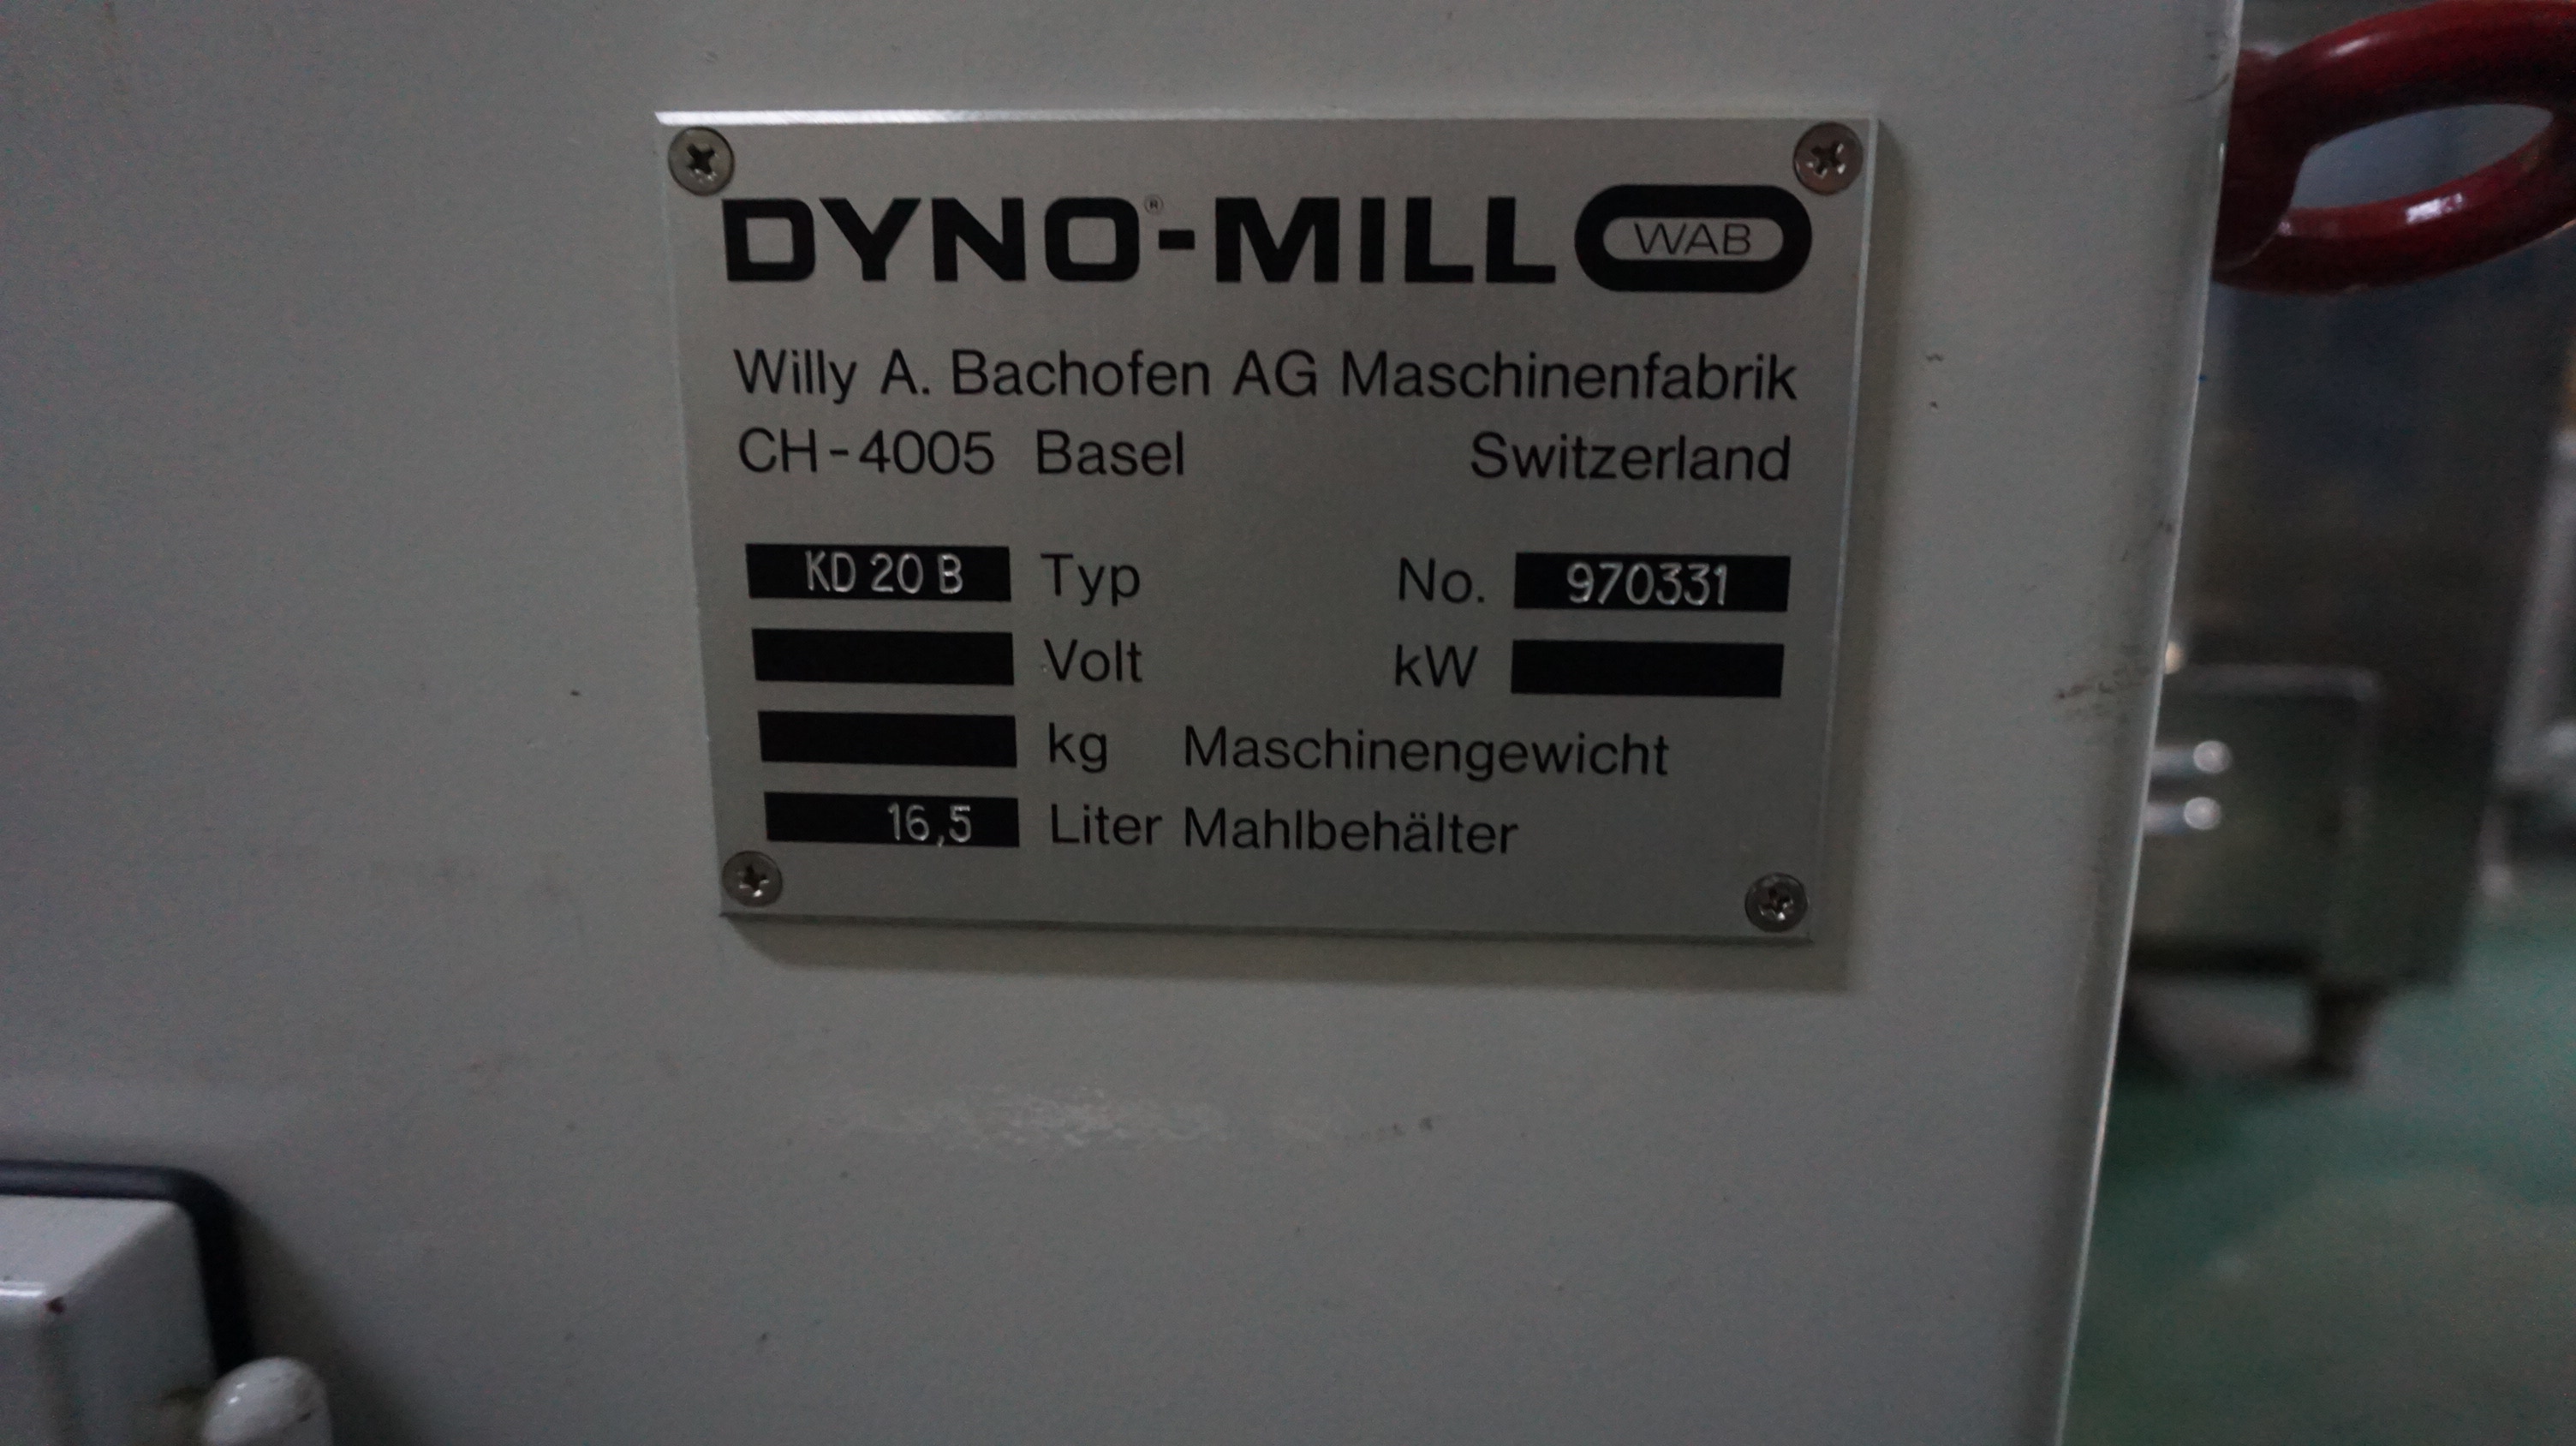 DYNO®-MILL WAB
Willy A. Bachofen AG Maschinenfabrik
CH-4005 Basel Switzerland
KD 20 B Typ No. 970331
Volt kW
kg Maschinengewicht
16,5 Liter Mahlbehälter